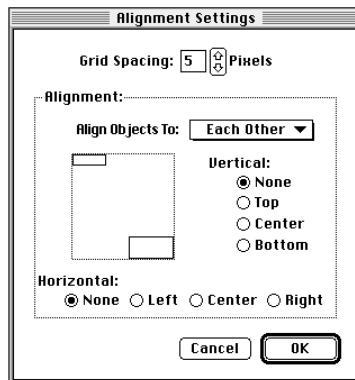 Alignment Settings
Grid Spacing: 5 Pixels
Alignment:
Align Objects To: Each Other
Vertical:
None
Top
Center
Bottom
Horizontal:
None Left Center Right
Cancel OK